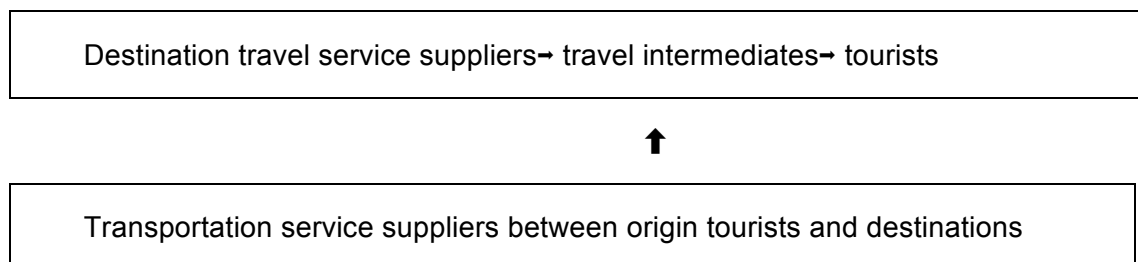 Destination travel service suppliers➞ travel intermediates➞ tourists
⬆
Transportation service suppliers between origin tourists and destinations